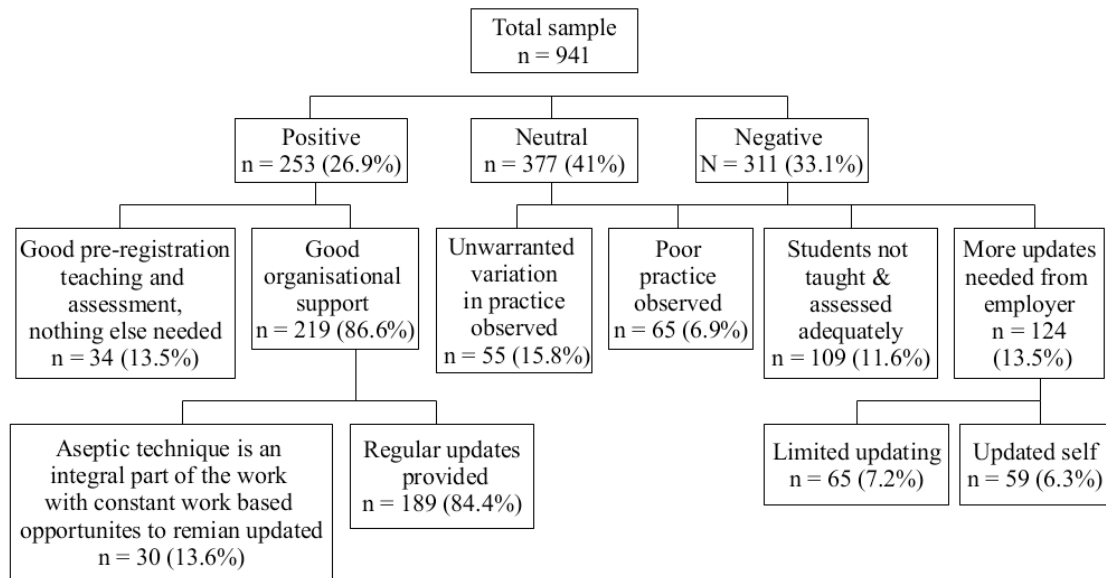 Total sample
n = 941
Positive
n = 253 (26.9%)
Neutral
n = 377 (41%)
Negative
N = 311 (33.1%)
Good pre-registration
teaching and
assessment,
nothing else needed
n = 34 (13.5%)
Good
organisational
support
n = 219 (86.6%)
Unwarranted
variation
in practice
observed
n = 55 (15.8%)
Poor
practice
observed
n = 65 (6.9%)
Students not
taught &
assessed
adequately
n = 109 (11.6%)
More updates
needed from
employer
n = 124
(13.5%)
Aseptic technique is an
integral part of the work
with constant work based
opportunites to remian updated
n = 30 (13.6%)
Regular updates
provided
n = 189 (84.4%)
Limited updating
n = 65 (7.2%)
Updated self
n = 59 (6.3%)